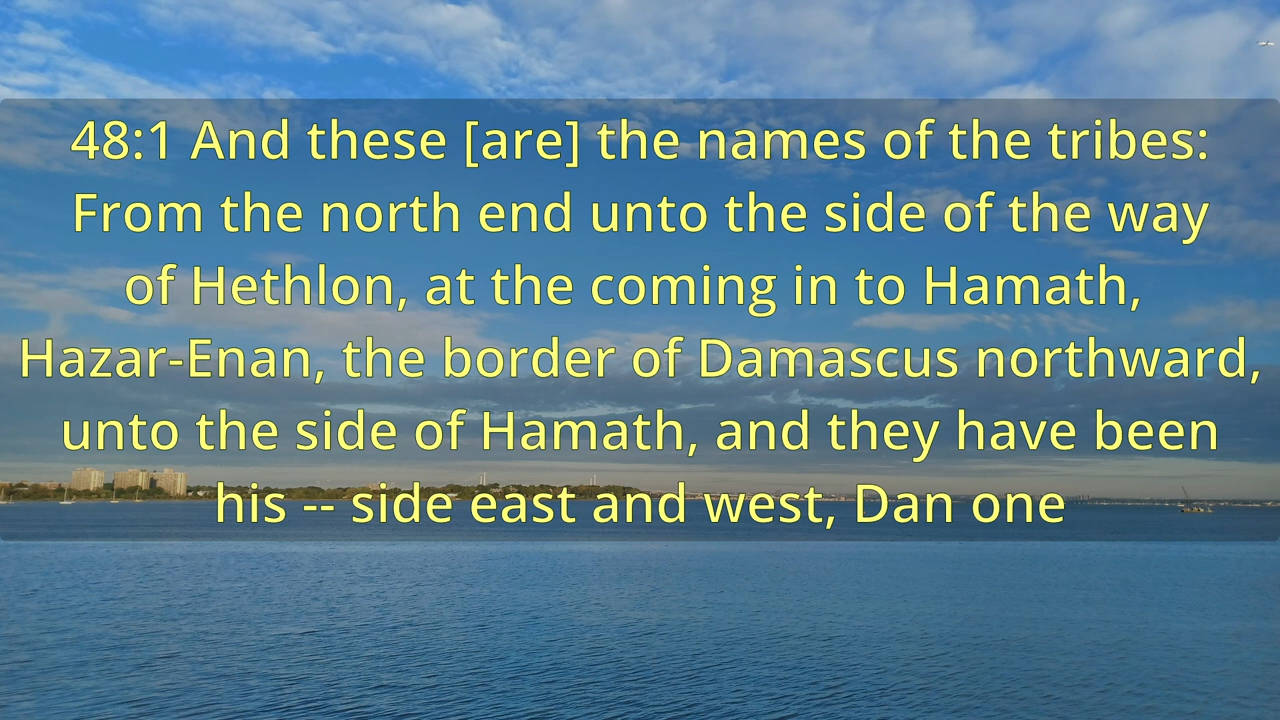 48:1 And these [are] the names of the tribes:
From the north end unto the side of the way
of Hethlon, at the coming in to Hamath,
Hazar-Enan, the border of Damascus northward,
unto the side of Hamath, and they have been
his -- side east and west, Dan one